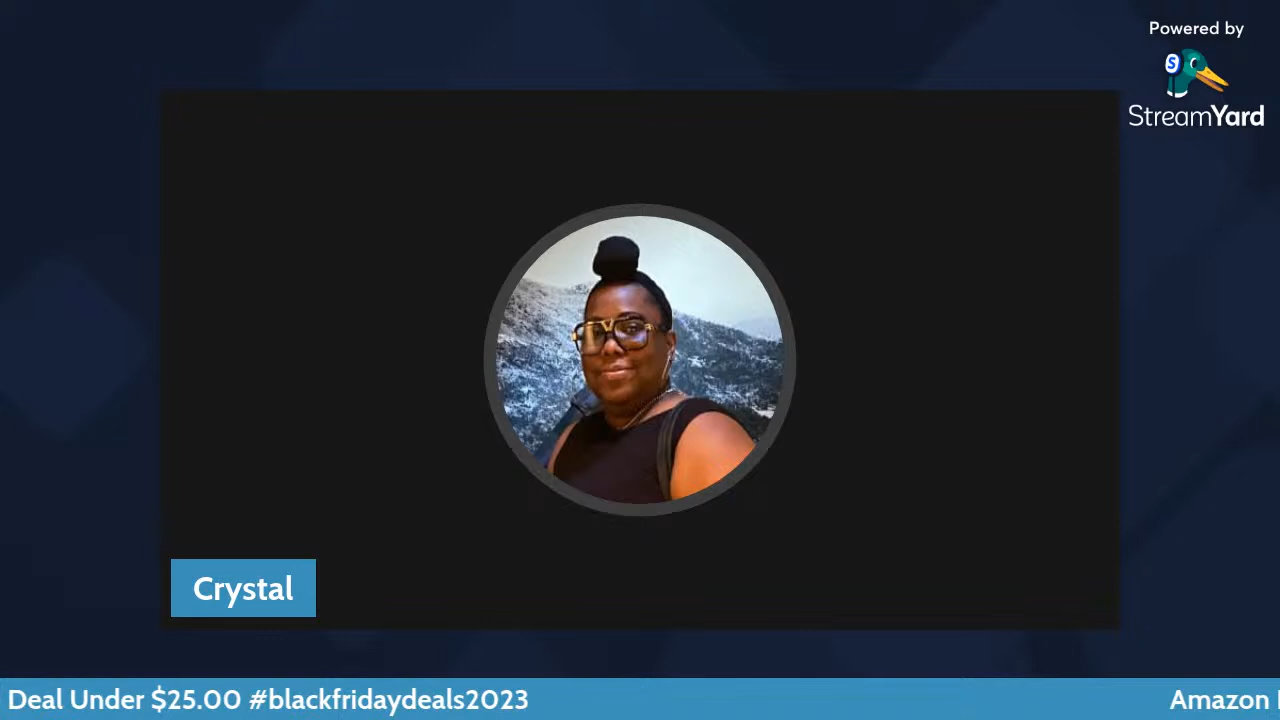 Powered by
S
StreamYard
Crystal
Deal Under $25.00 #blackfridaydeals2023
Amazon